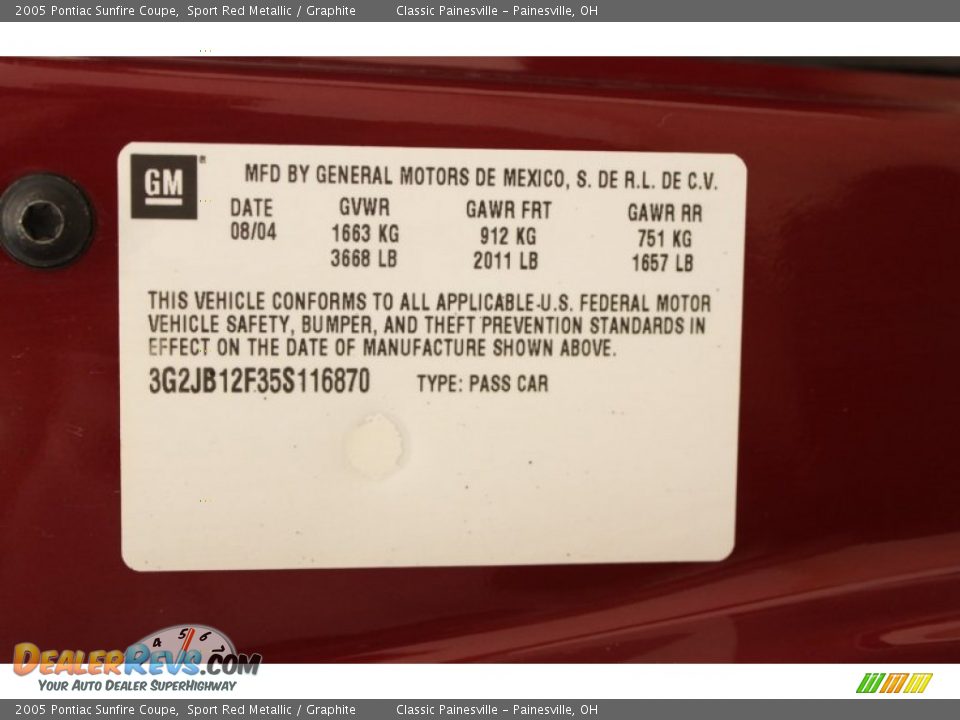 2005 Pontiac Sunfire Coupe, Sport Red Metallic / Graphite Classic Painesville – Painesville, OH
GM
®
MFD BY GENERAL MOTORS DE MEXICO, S. DE R.L. DE C.V.
DATE GVWR GAWR FRT GAWR RR
08/04 1663 KG 912 KG 751 KG
3668 LB 2011 LB 1657 LB
THIS VEHICLE CONFORMS TO ALL APPLICABLE U.S. FEDERAL MOTOR
VEHICLE SAFETY, BUMPER, AND THEFT PREVENTION STANDARDS IN
EFFECT ON THE DATE OF MANUFACTURE SHOWN ABOVE.
3G2JB12F35S116870 TYPE: PASS CAR
4 5 6 7
DEALERREVS.COM
YOUR AUTO DEALER SUPERHIGHWAY
2005 Pontiac Sunfire Coupe, Sport Red Metallic / Graphite Classic Painesville – Painesville, OH